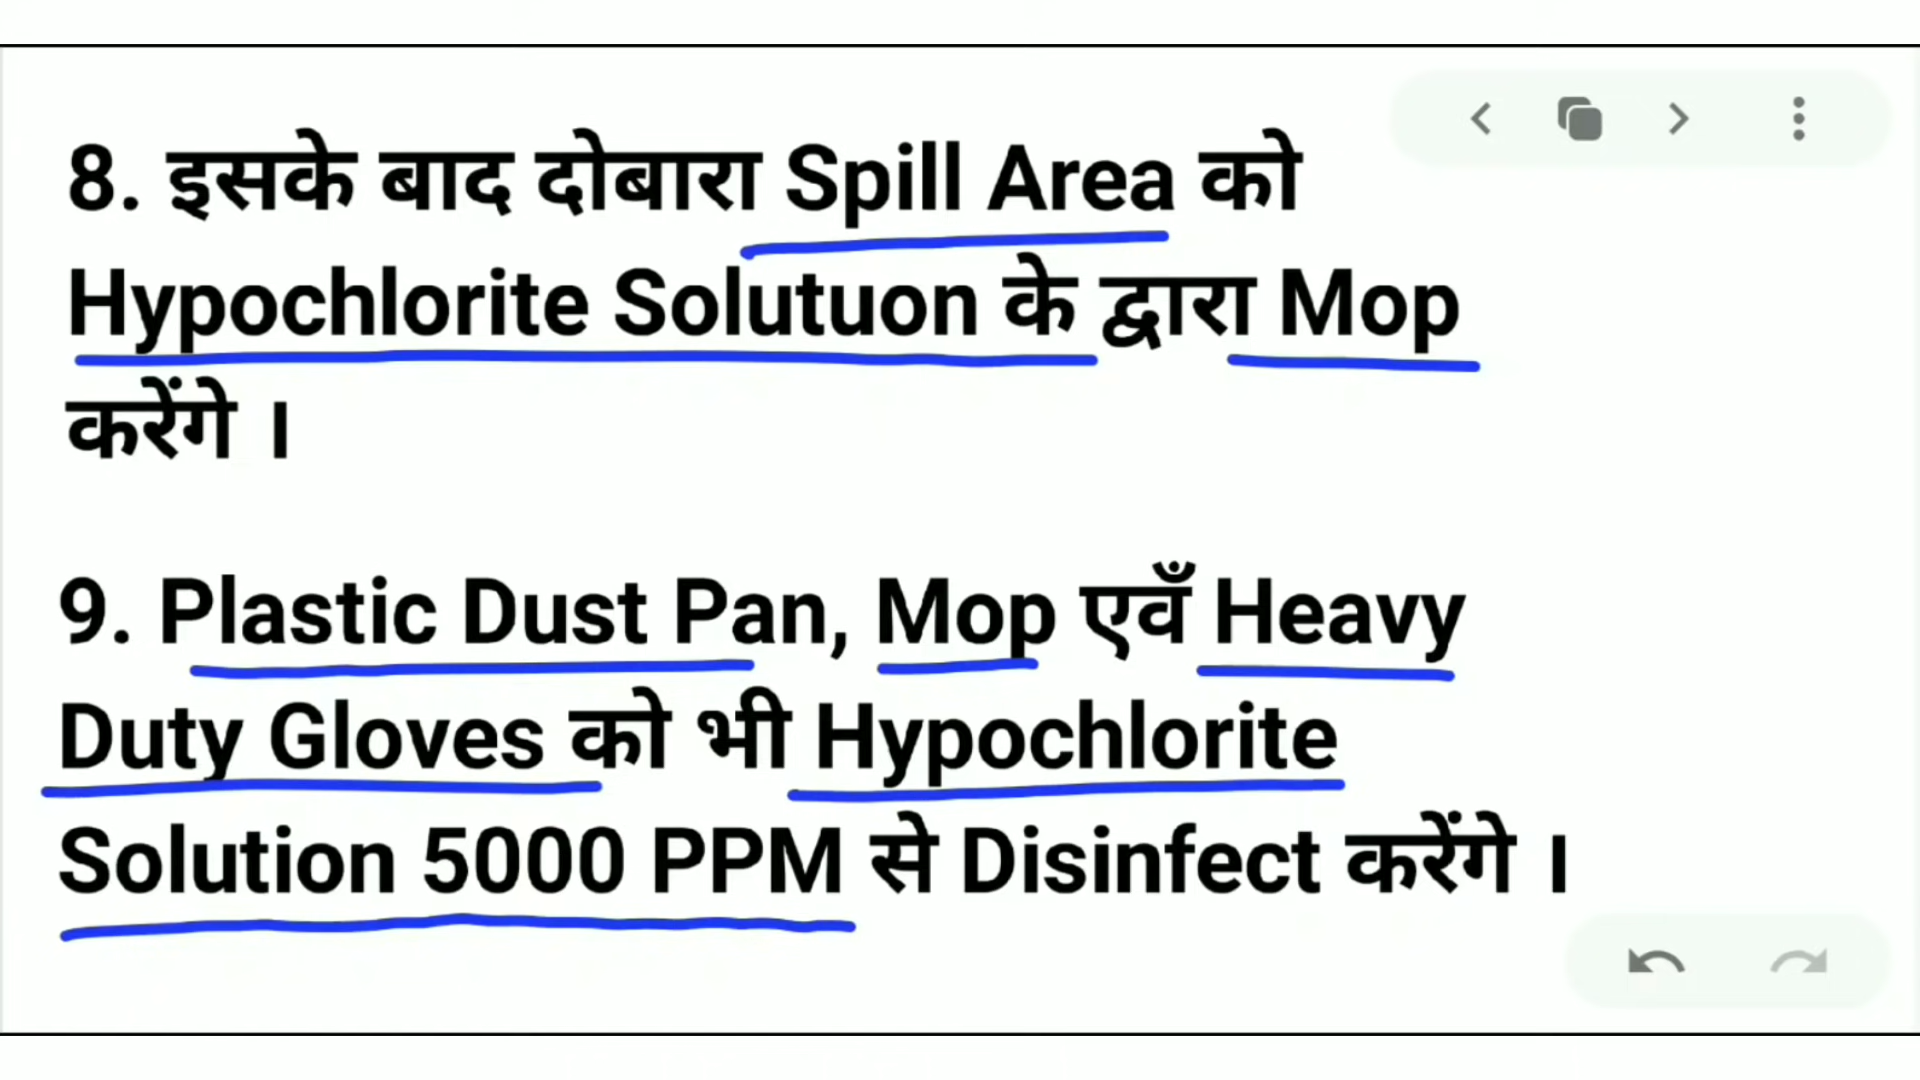 8. इसके बाद दोबारा Spill Area को
Hypochlorite Solutuon के द्वारा Mop
करेंगे ।
9. Plastic Dust Pan, Mop एवँ Heavy
Duty Gloves को भी Hypochlorite
Solution 5000 PPM से Disinfect करेंगे ।